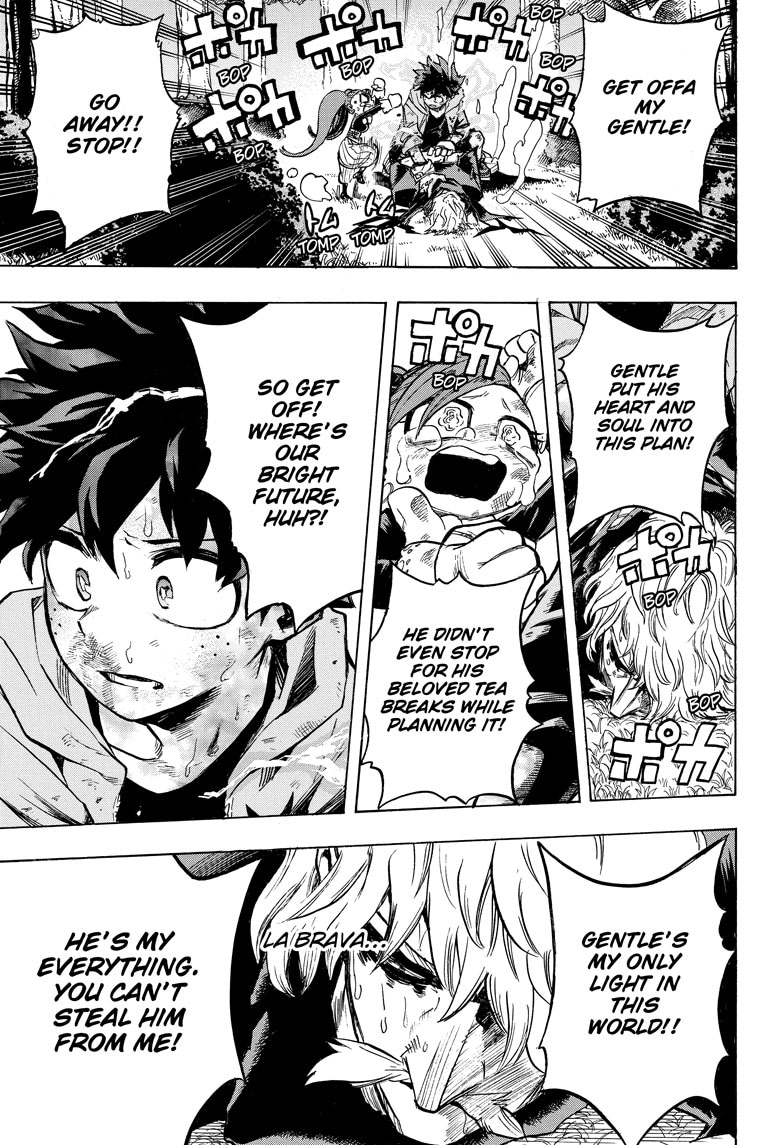 GET OFFA
MY
GENTLE!
ポカ
BOP
ポカ
BOP
ポカ
BOP
ポカ
BOP
ポカ
BOP
トム
TOMP
トム
TOMP
GO
AWAY!!
STOP!!
GENTLE
PUT HIS
HEART AND
SOUL INTO
THIS PLAN!
ポカ
BOP
BOP
ポカ
ポカ
BOP
HE DIDN'T
EVEN STOP
FOR HIS
BELOVED TEA
BREAKS WHILE
PLANNING IT!
SO GET
OFF!
WHERE'S
OUR
BRIGHT
FUTURE,
HUH?!
GENTLE'S
MY ONLY
LIGHT IN
THIS
WORLD!!
LA BRAVA...
HE'S MY
EVERYTHING.
YOU CAN'T
STEAL HIM
FROM ME!